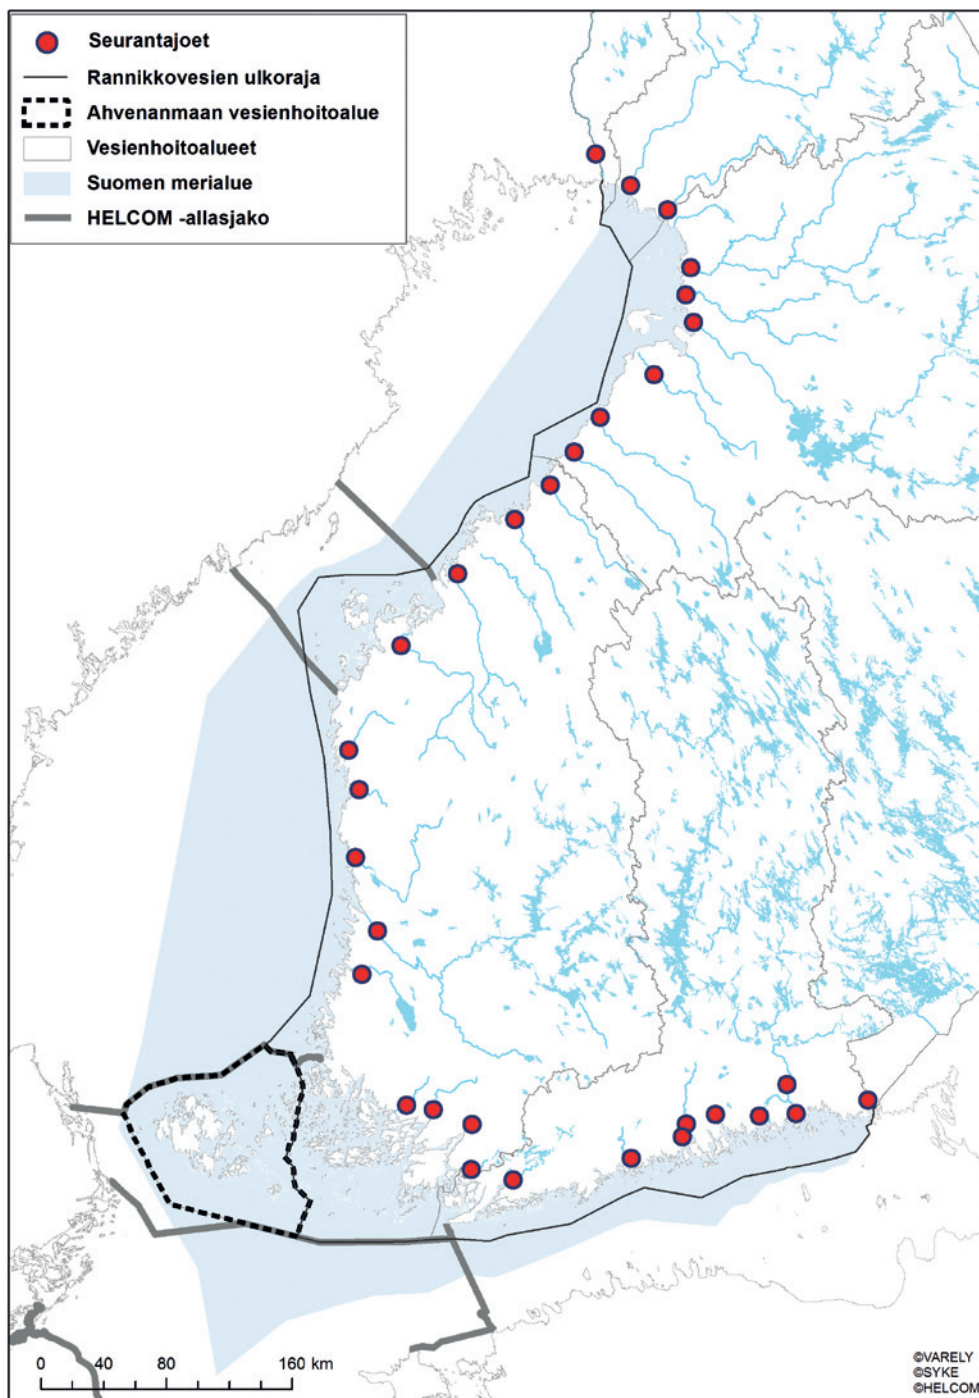 Seurantajoet
Rannikkovesien ulkoraja
Ahvenanmaan vesienhoitoalue
Vesienhoitoalueet
Suomen merialue
HELCOM -allasjako
0 40 80 160 km
©VARELY
©SYKE
©HELCOM